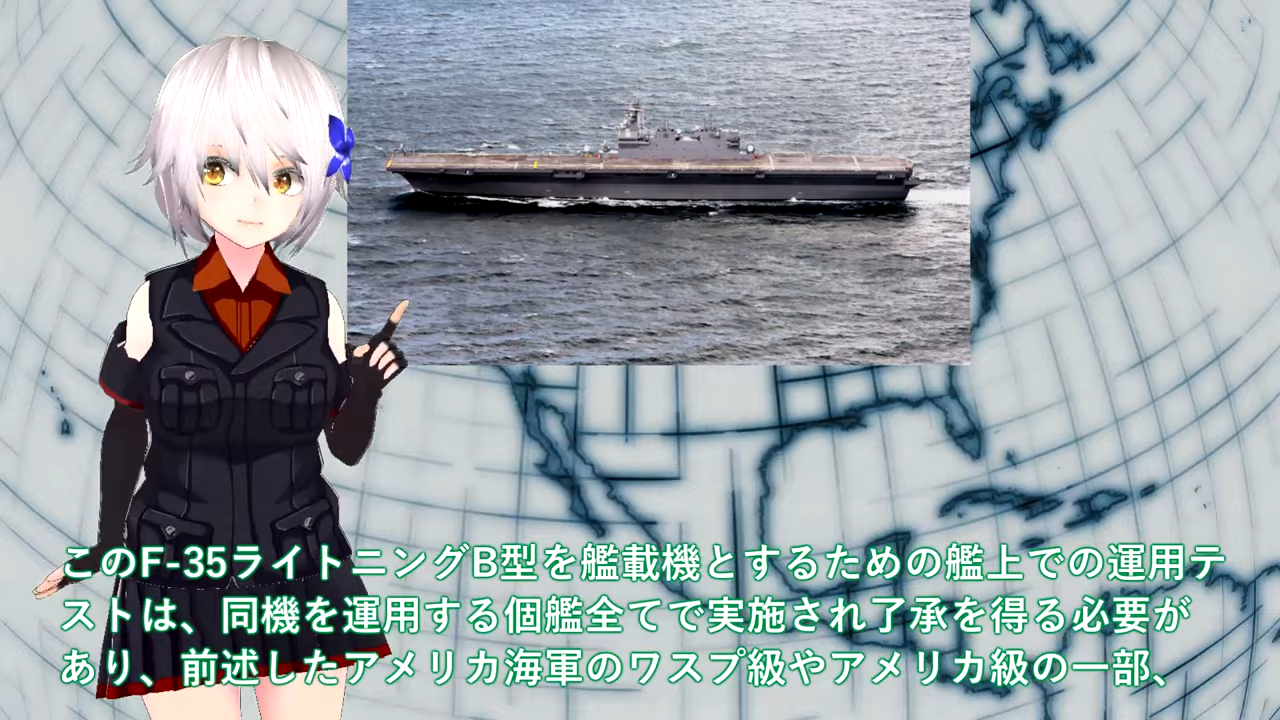 このF-35ライトニングB型を艦載機とするための艦上での運用テ
ストは、同機を運用する個艦全てで実施され了承を得る必要が
あり、前述したアメリカ海軍のワスプ級やアメリカ級の一部、